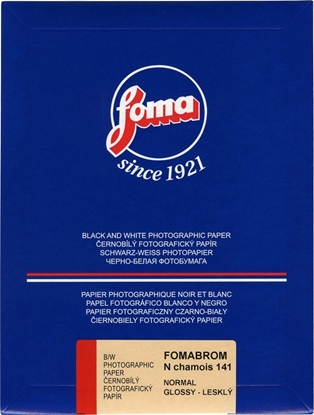 foma
since 1921
BLACK AND WHITE PHOTOGRAPHIC PAPER
ČERNOBÍLÝ FOTOGRAFICKÝ PAPÍR
SCHWARZ-WEISS PHOTOPAPIER
ЧЕРНО-БЕЛАЯ ФОТОБУМАГА
PAPIER PHOTOGRAPHIQUE NOIR ET BLANC
PAPEL FOTOGRÁFICO BLANCO Y NEGRO
PAPIER FOTOGRAFICZNY CZARNO-BIAŁY
ČIERNOBIELY FOTOGRAFICKÝ PAPIER
B/W
PHOTOGRAPHIC
PAPER
ČERNOBÍLÝ
FOTOGRAFICKÝ
PAPÍR
FOMABROM
N chamois 141
NORMAL
GLOSSY - LESKLÝ